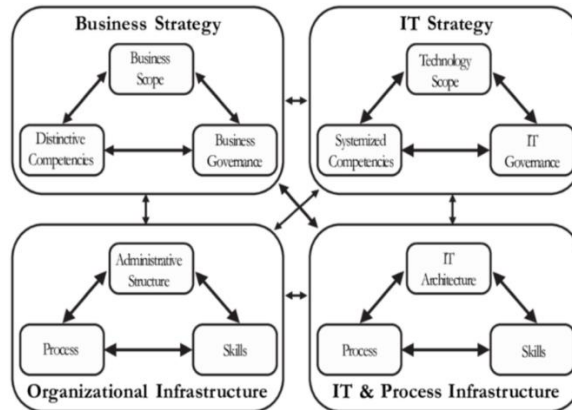 Business Strategy
IT Strategy
Business
Scope
Technology
Scope
Distinctive
Competencies
Business
Governance
Systemized
Competencies
IT
Governance
Administrative
Structure
IT
Architecture
Process
Skills
Process
Skills
Organizational Infrastructure
IT & Process Infrastructure